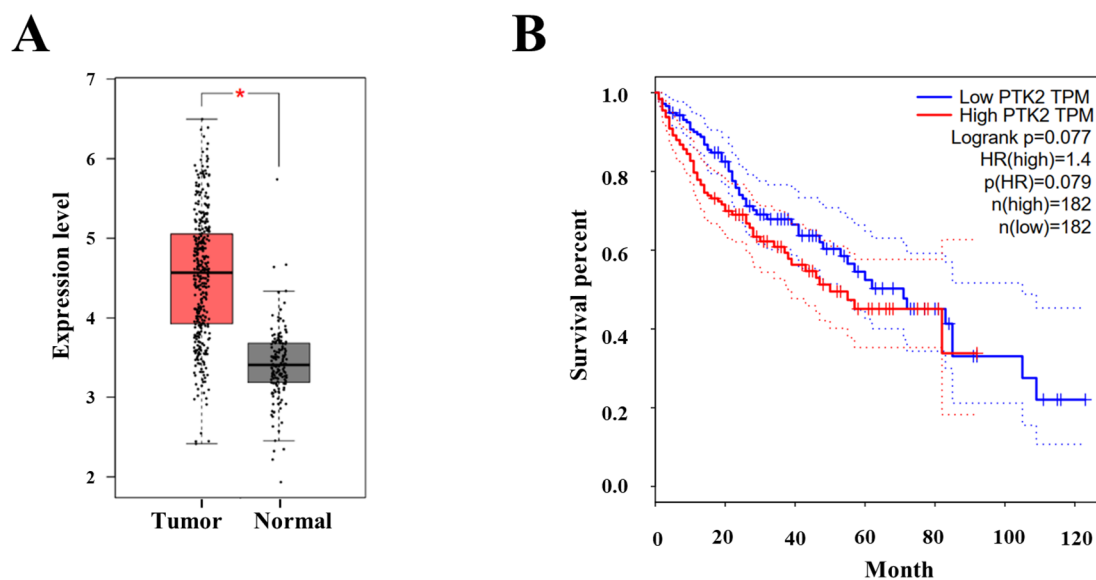 A
Expression level
7
6
5
4
3
2
*
Tumor
Normal
B
Survival percent
1.0
0.8
0.6
0.4
0.2
0.0
Low PTK2 TPM
High PTK2 TPM
Logrank p=0.077
HR(high)=1.4
p(HR)=0.079
n(high)=182
n(low)=182
0 20 40 60 80 100 120
Month